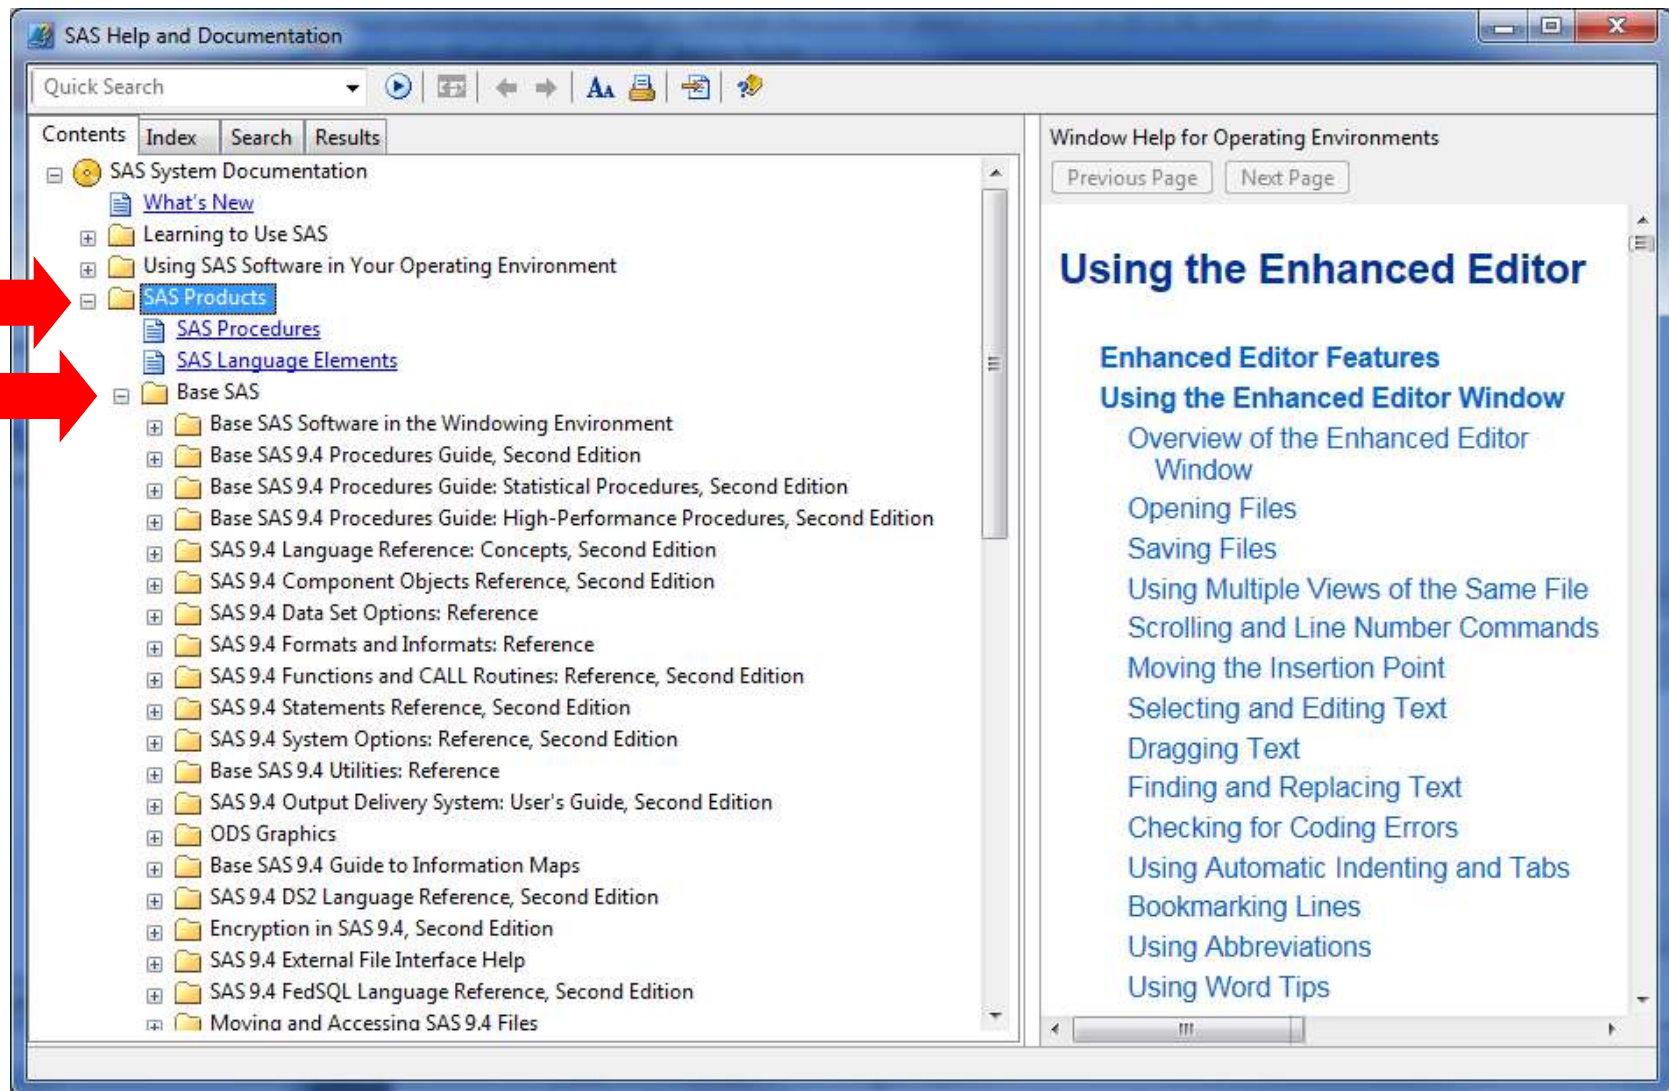 SAS Help and Documentation
Quick Search
Contents Index Search Results
SAS System Documentation
What's New
Learning to Use SAS
Using SAS Software in Your Operating Environment
SAS Products
SAS Procedures
SAS Language Elements
Base SAS
Base SAS Software in the Windowing Environment
Base SAS 9.4 Procedures Guide, Second Edition
Base SAS 9.4 Procedures Guide: Statistical Procedures, Second Edition
Base SAS 9.4 Procedures Guide: High-Performance Procedures, Second Edition
SAS 9.4 Language Reference: Concepts, Second Edition
SAS 9.4 Component Objects Reference, Second Edition
SAS 9.4 Data Set Options: Reference
SAS 9.4 Formats and Informats: Reference
SAS 9.4 Functions and CALL Routines: Reference, Second Edition
SAS 9.4 Statements Reference, Second Edition
SAS 9.4 System Options: Reference, Second Edition
Base SAS 9.4 Utilities: Reference
SAS 9.4 Output Delivery System: User's Guide, Second Edition
ODS Graphics
Base SAS 9.4 Guide to Information Maps
SAS 9.4 DS2 Language Reference, Second Edition
Encryption in SAS 9.4, Second Edition
SAS 9.4 External File Interface Help
SAS 9.4 FedSQL Language Reference, Second Edition
Moving and Accessing SAS 9.4 Files
Window Help for Operating Environments
Previous Page Next Page
Using the Enhanced Editor
Enhanced Editor Features
Using the Enhanced Editor Window
Overview of the Enhanced Editor
Window
Opening Files
Saving Files
Using Multiple Views of the Same File
Scrolling and Line Number Commands
Moving the Insertion Point
Selecting and Editing Text
Dragging Text
Finding and Replacing Text
Checking for Coding Errors
Using Automatic Indenting and Tabs
Bookmarking Lines
Using Abbreviations
Using Word Tips